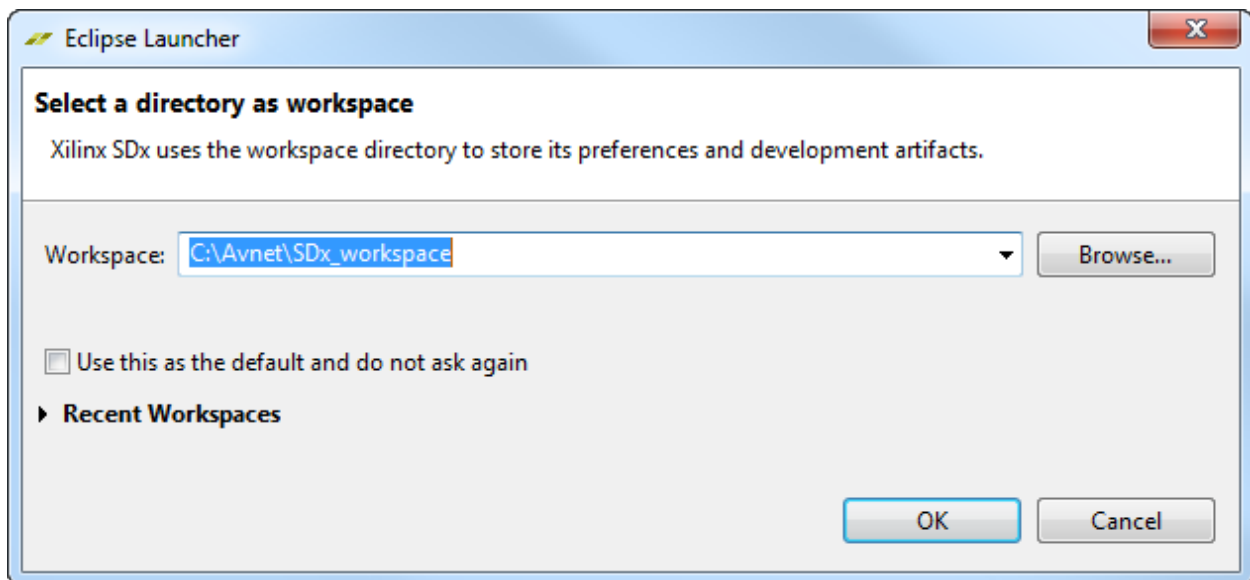 Eclipse Launcher
Select a directory as workspace
Xilinx SDx uses the workspace directory to store its preferences and development artifacts.
Workspace: C:\Avnet\SDx_workspace Browse...
Use this as the default and do not ask again
Recent Workspaces
OK Cancel